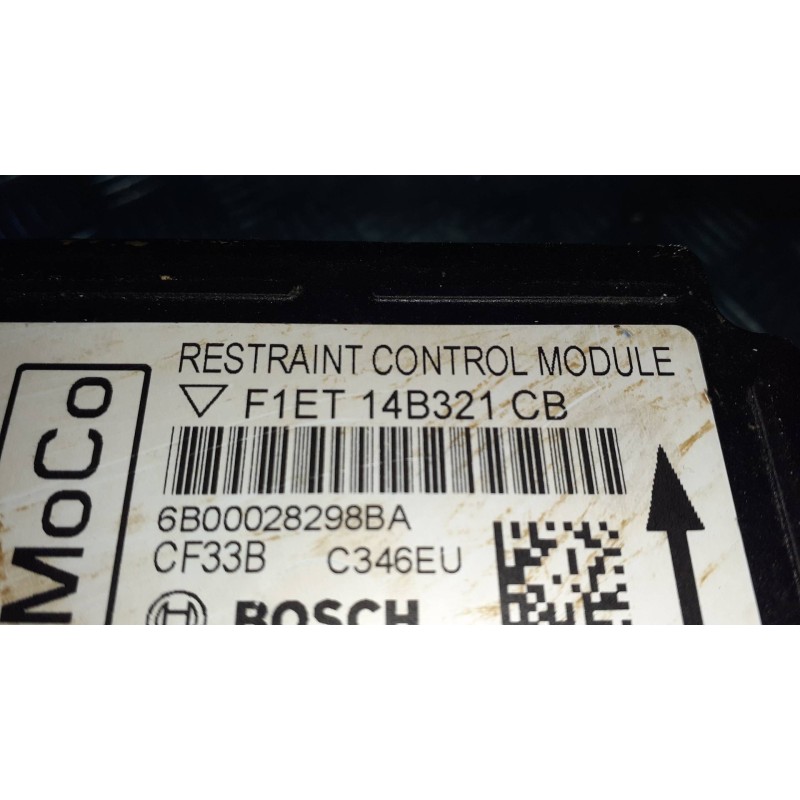 RESTRAINT CONTROL MODULE
F1ET 14B321 CB
6B00028298BA
CF33B C346EU
BOSCH
MoCo